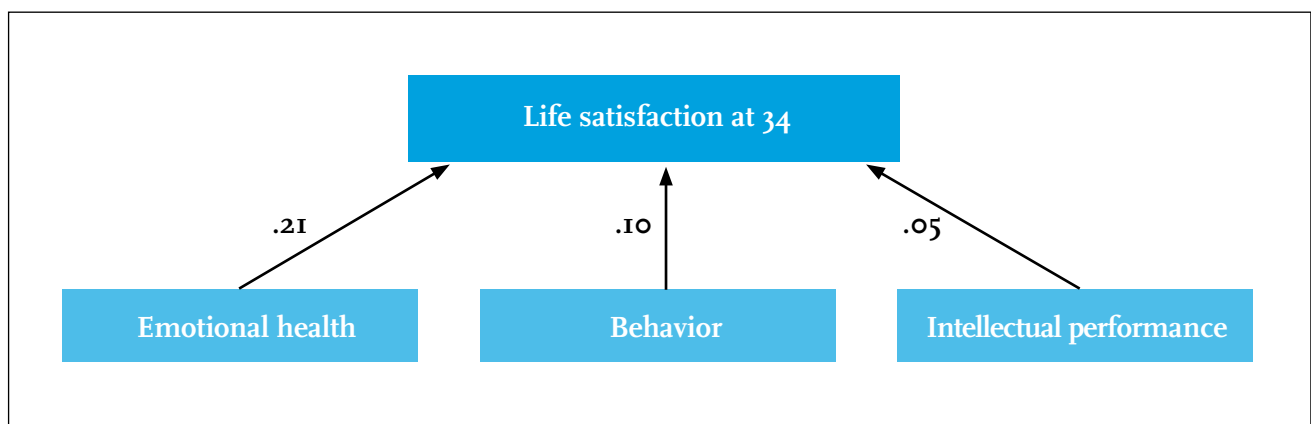 Life satisfaction at 34
.21
.10
.05
Emotional health
Behavior
Intellectual performance